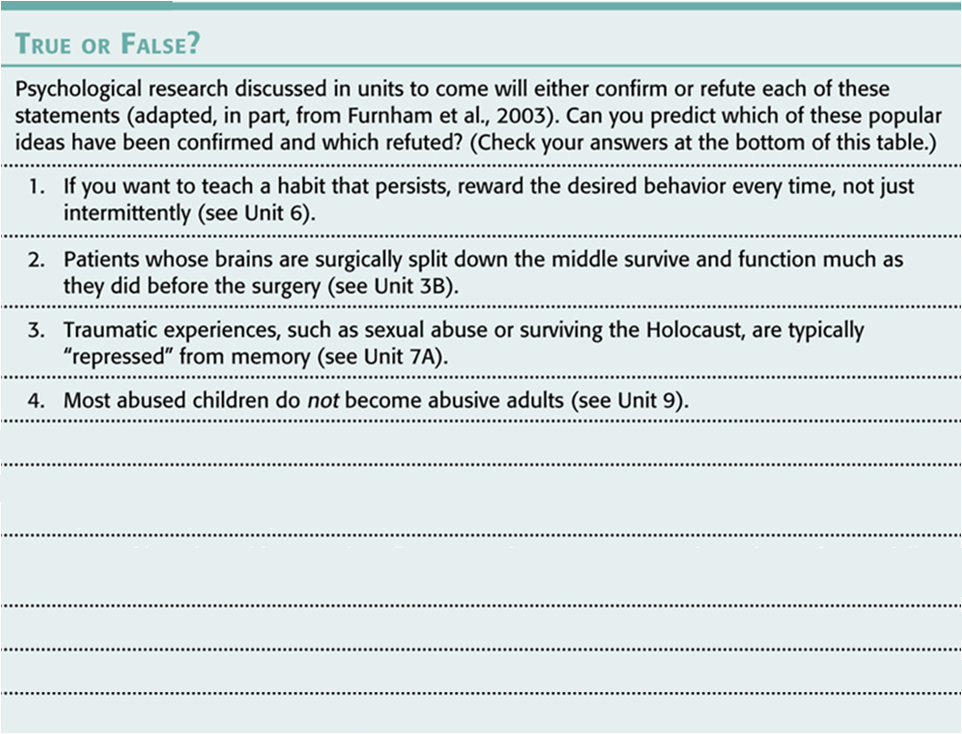 TRUE OR FALSE?
Psychological research discussed in units to come will either confirm or refute each of these
statements (adapted, in part, from Furnham et al., 2003). Can you predict which of these popular
ideas have been confirmed and which refuted? (Check your answers at the bottom of this table.)
1. If you want to teach a habit that persists, reward the desired behavior every time, not just
intermittently (see Unit 6).
2. Patients whose brains are surgically split down the middle survive and function much as
they did before the surgery (see Unit 3B).
3. Traumatic experiences, such as sexual abuse or surviving the Holocaust, are typically
“repressed” from memory (see Unit 7A).
4. Most abused children do not become abusive adults (see Unit 9).